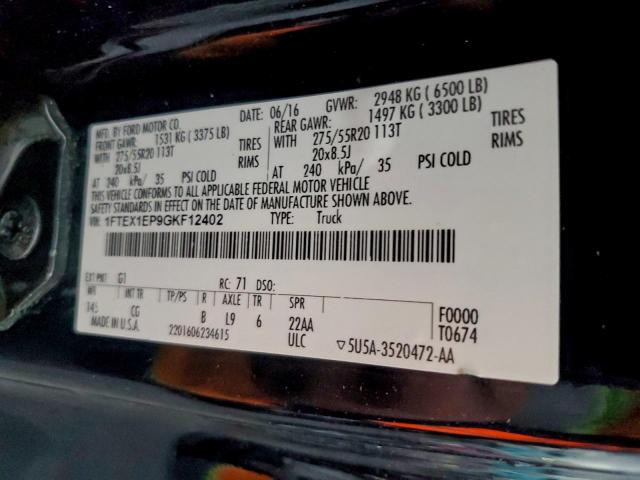 MFD. BY FORD MOTOR CO. DATE: 06/16 GVWR: 2948 KG ( 6500 LB)
FRONT GAWR: 1531 KG ( 3375 LB) REAR GAWR: 1497 KG ( 3300 LB)
WITH 275/55R20 113T TIRES WITH 275/55R20 113T TIRES
20x8.5J RIMS 20x8.5J RIMS
AT 240 kPa/ 35 PSI COLD AT 240 kPa/ 35 PSI COLD
THIS VEHICLE CONFORMS TO ALL APPLICABLE FEDERAL MOTOR VEHICLE
SAFETY STANDARDS IN EFFECT ON THE DATE OF MANUFACTURE SHOWN ABOVE.
VIN: 1FTEX1EP9GKF12402 Truck
EXT PNT: G1 RC: 71 DSO:
WB INT TR TP/PS R AXLE TR SPR F0000
145 CG B L9 6 22AA T0674
MADE IN U.S.A. 2201606234615 ULC ▽5U5A-3520472-AA